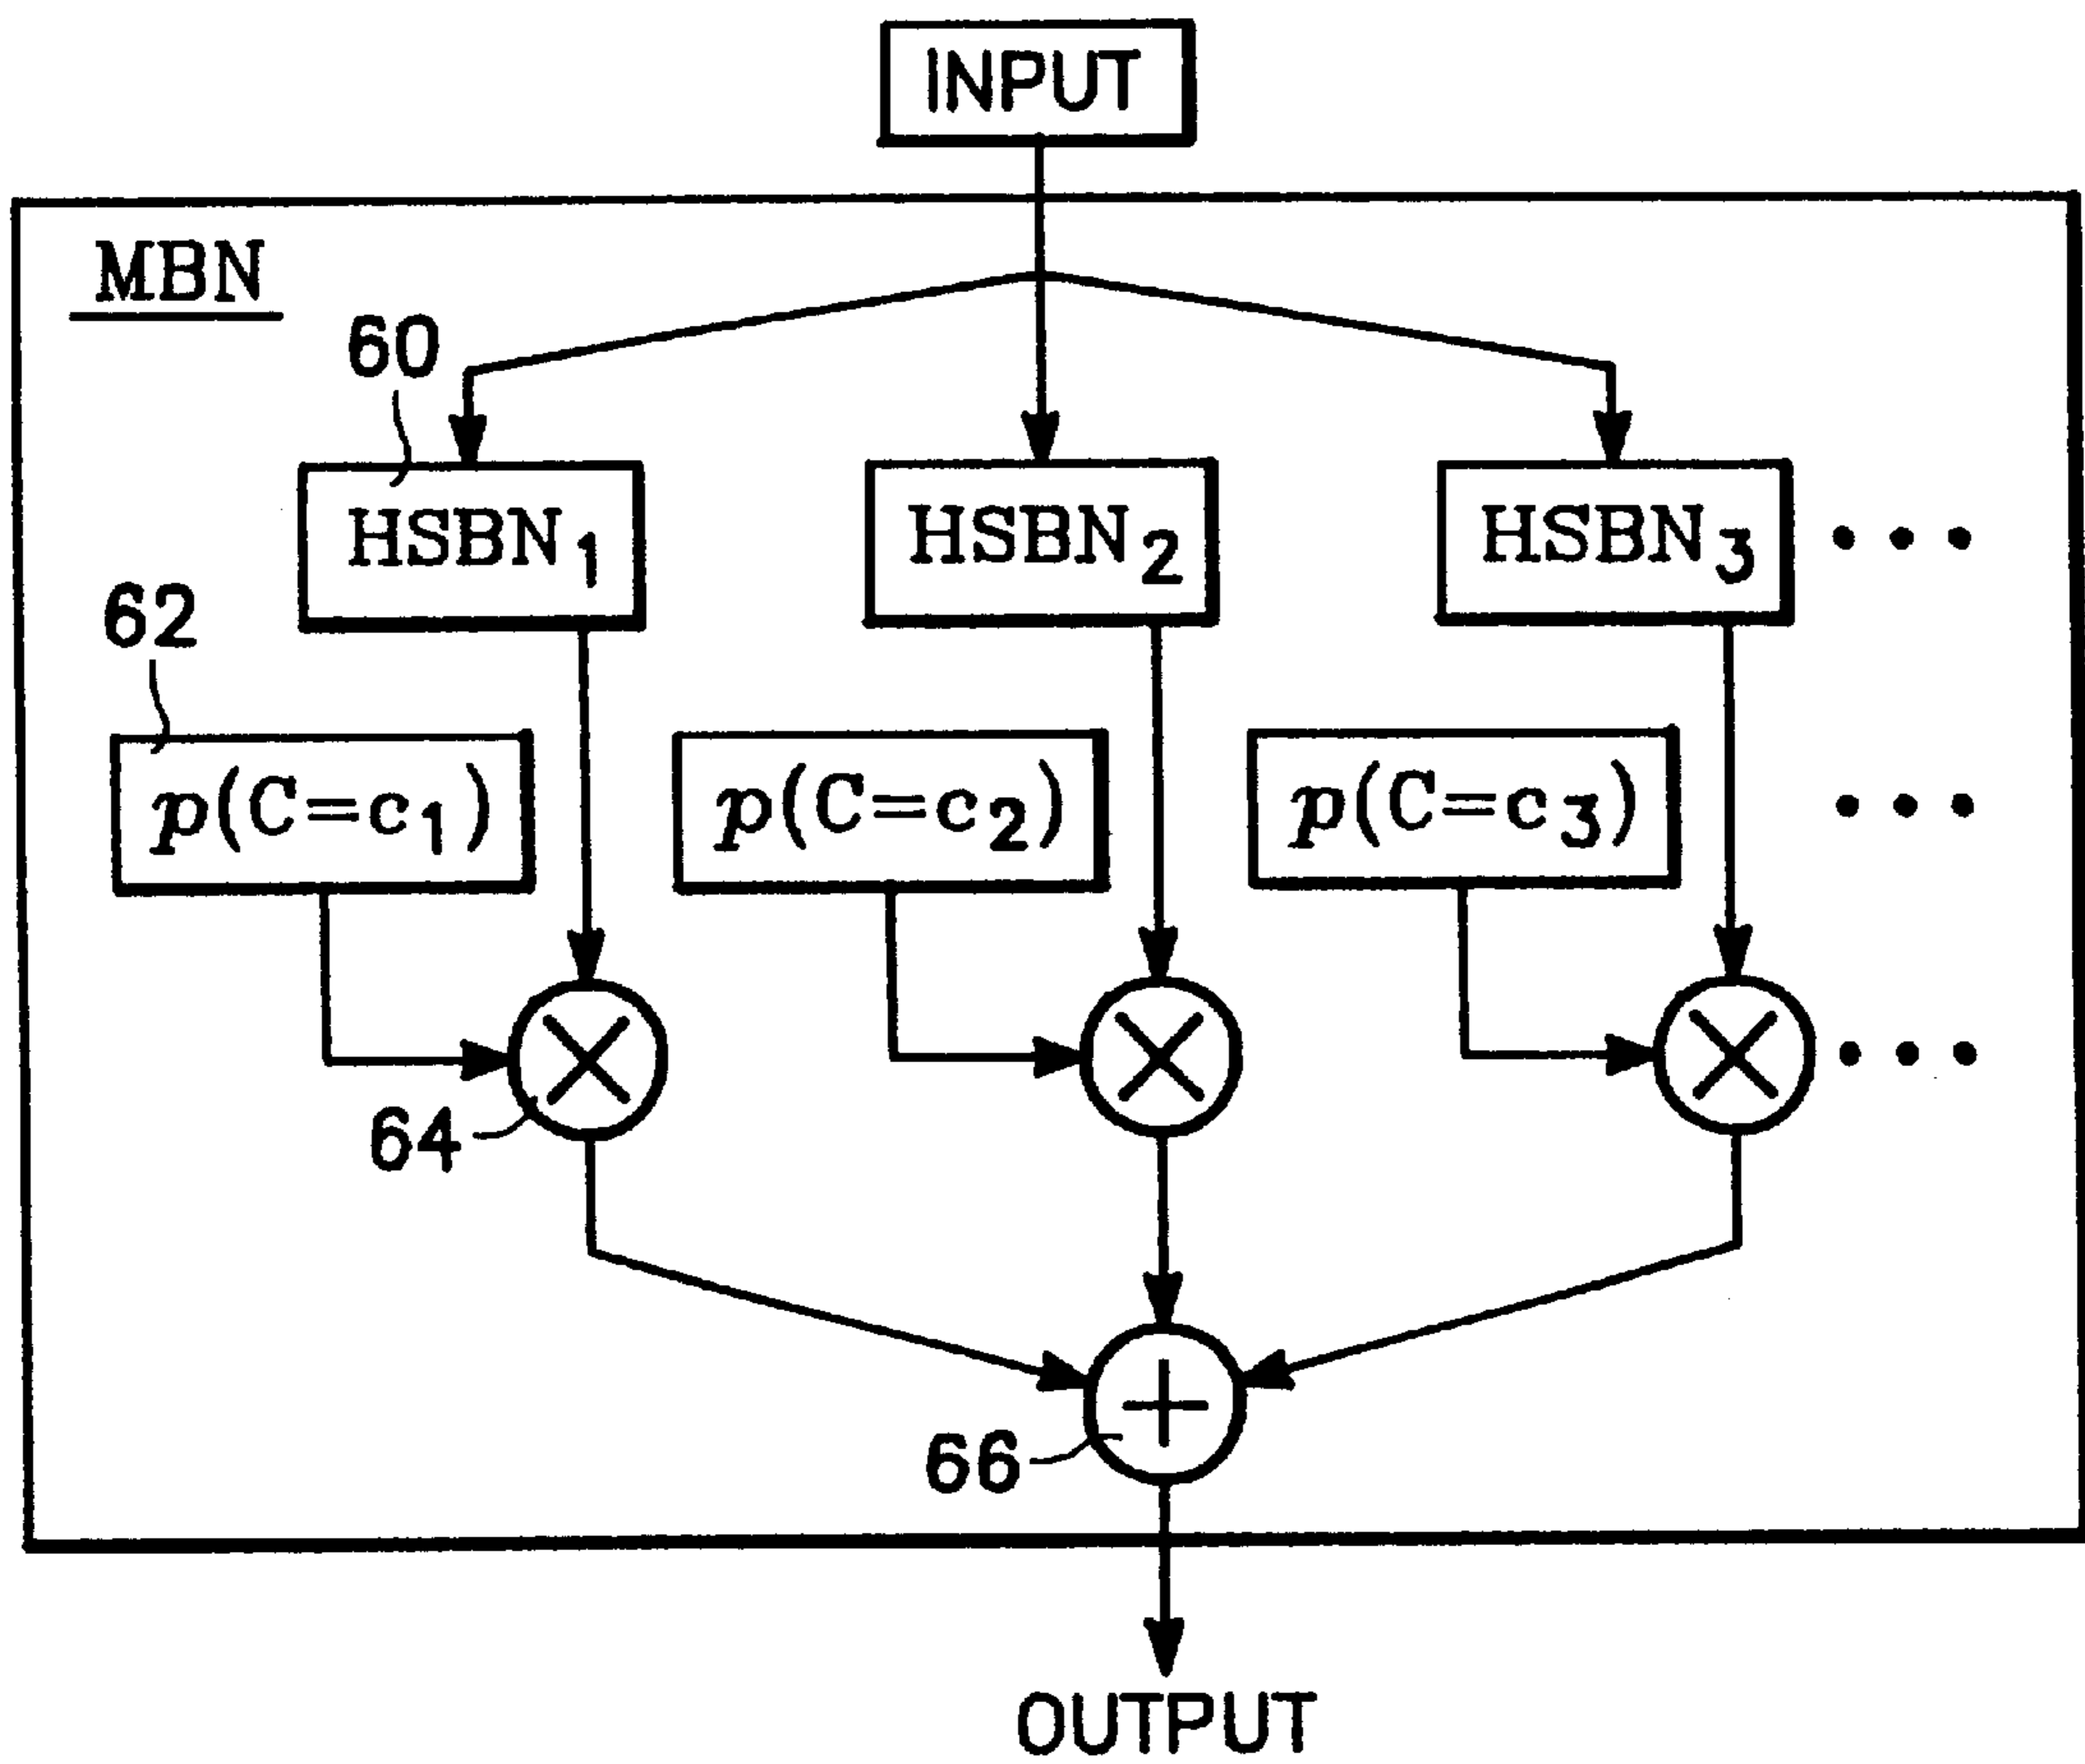 INPUT
MBN
60
HSBN1 HSBN2 HSBN3 • • •
62
p(C=c1) p(C=c2) p(C=c3) • • •
• • •
64
66
OUTPUT